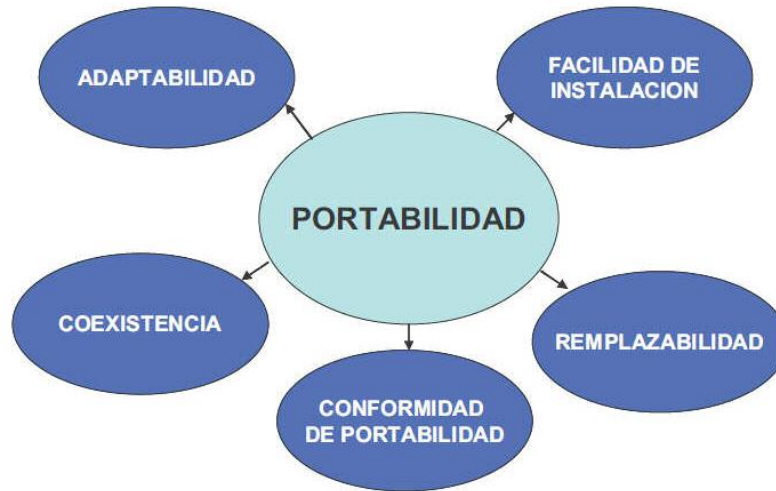 ADAPTABILIDAD
FACILIDAD DE
INSTALACION
PORTABILIDAD
COEXISTENCIA
REMPLAZABILIDAD
CONFORMIDAD
DE PORTABILIDAD